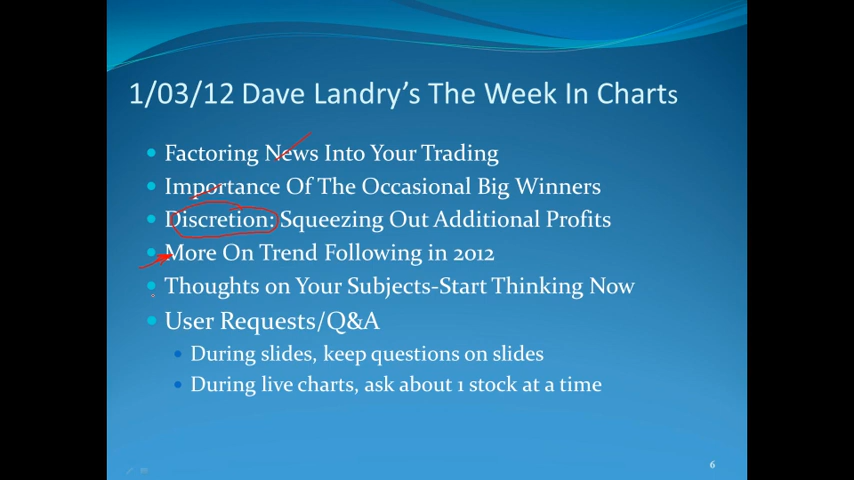 1/03/12 Dave Landry's The Week In Charts
Factoring News Into Your Trading
Importance Of The Occasional Big Winners
Discretion: Squeezing Out Additional Profits
More On Trend Following in 2012
Thoughts on Your Subjects-Start Thinking Now
User Requests/Q&A
During slides, keep questions on slides
During live charts, ask about 1 stock at a time
6